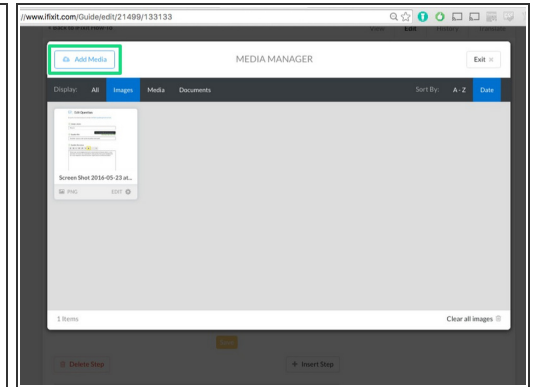 //www.ifixit.com/Guide/edit/21499/133133
View Edit History Translate
Add Media
MEDIA MANAGER
Exit ×
Display: All Images Media Documents
Sort By: A - Z Date
Screen Shot 2016-05-23 at...
PNG EDIT
1 Items
Clear all images
Delete Step
+ Insert Step